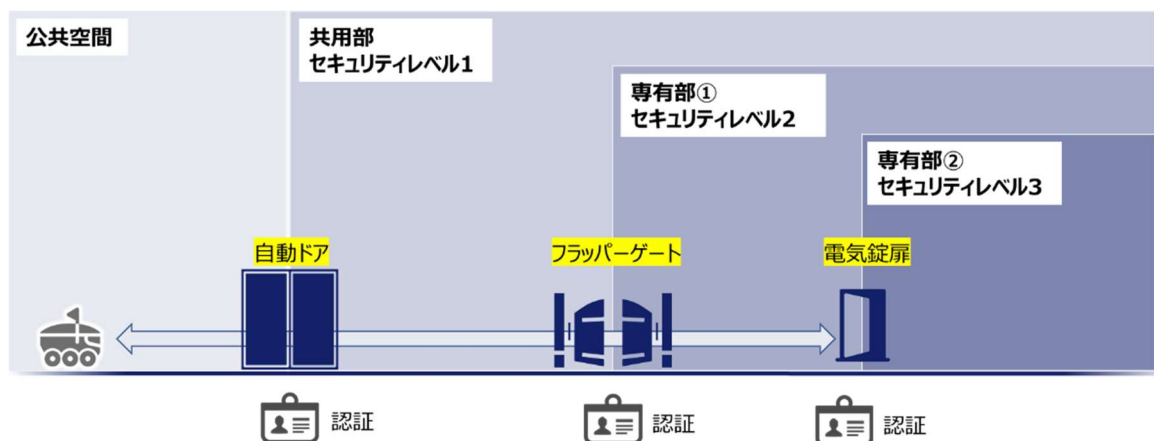 公共空間
共用部
セキュリティレベル1
専有部①
セキュリティレベル2
専有部②
セキュリティレベル3
自動ドア
フラッパーゲート
電気錠扉
認証
認証
認証